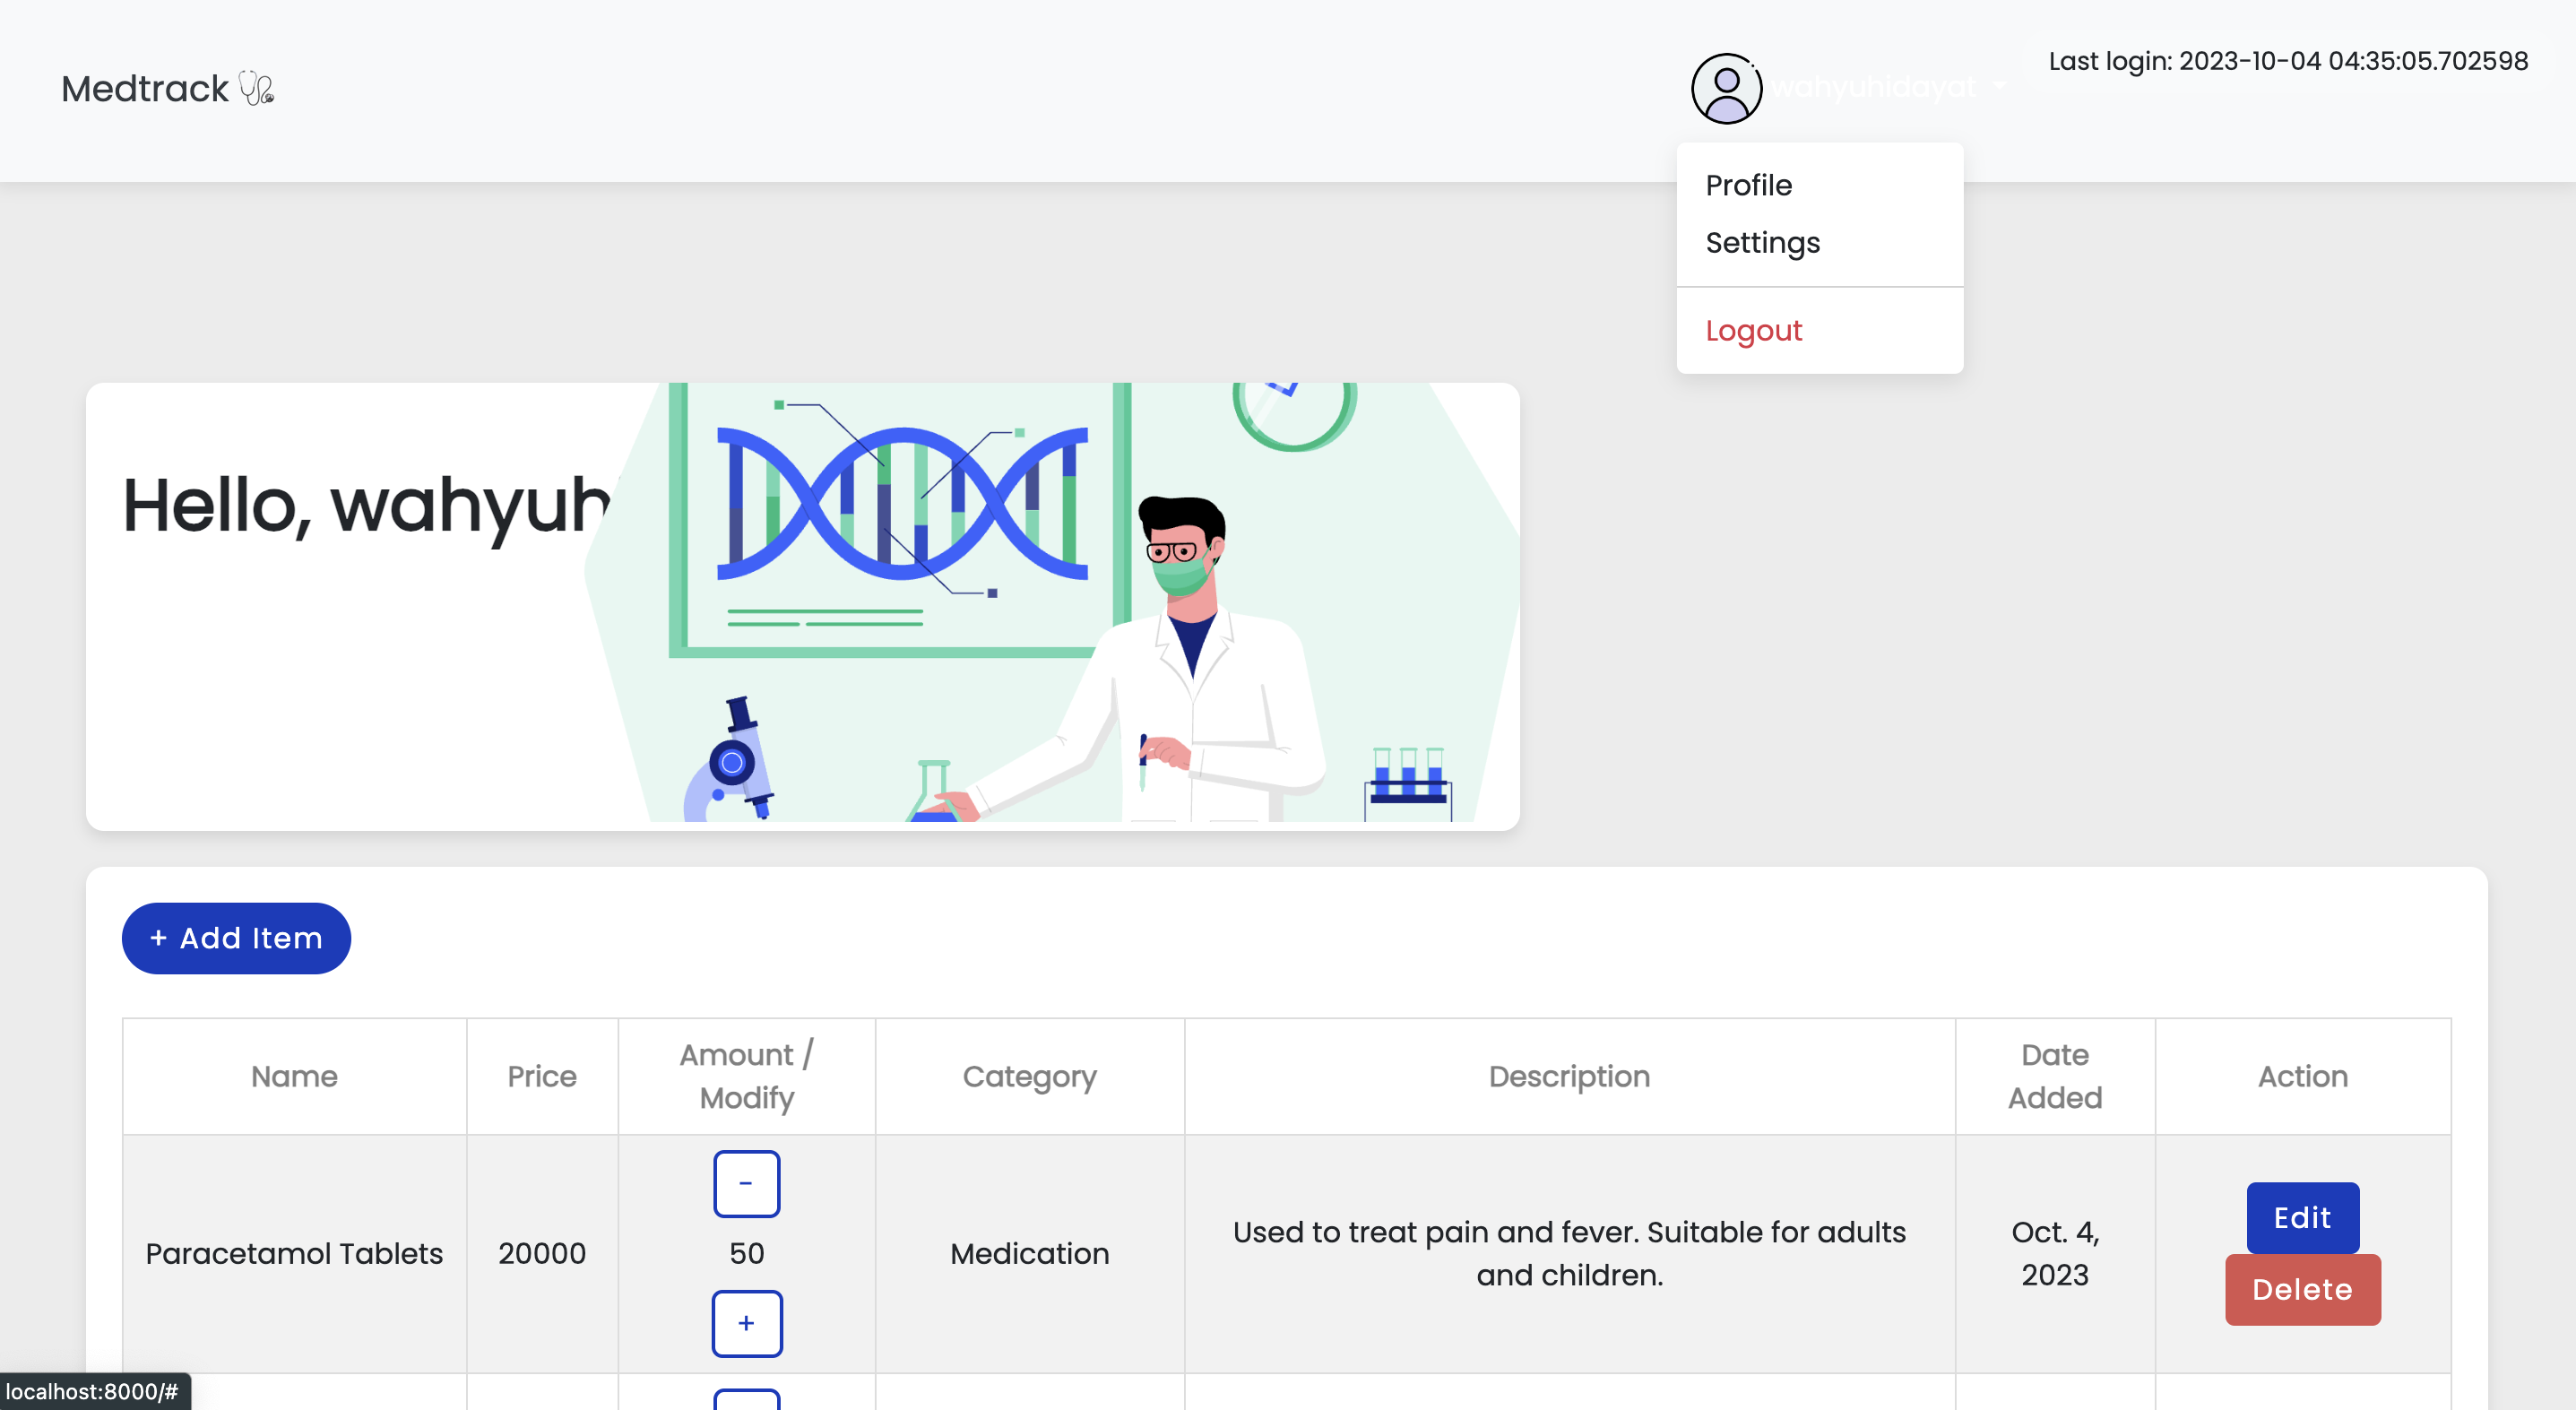 Medtrack
wahyuhidayat
Last login: 2023-10-04 04:35:05.702598
Profile
Settings
Logout
Hello, wahyuh
+ Add Item
Name
Price
Amount /
Modify
Category
Description
Date
Added
Action
Paracetamol Tablets
20000
-
50
+
Medication
Used to treat pain and fever. Suitable for adults
and children.
Oct. 4,
2023
Edit
Delete
localhost:8000/#